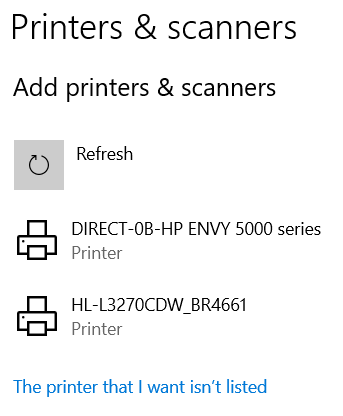 Printers & scanners
Add printers & scanners
Refresh
DIRECT-0B-HP ENVY 5000 series
Printer
HL-L3270CDW_BR4661
Printer
The printer that I want isn't listed